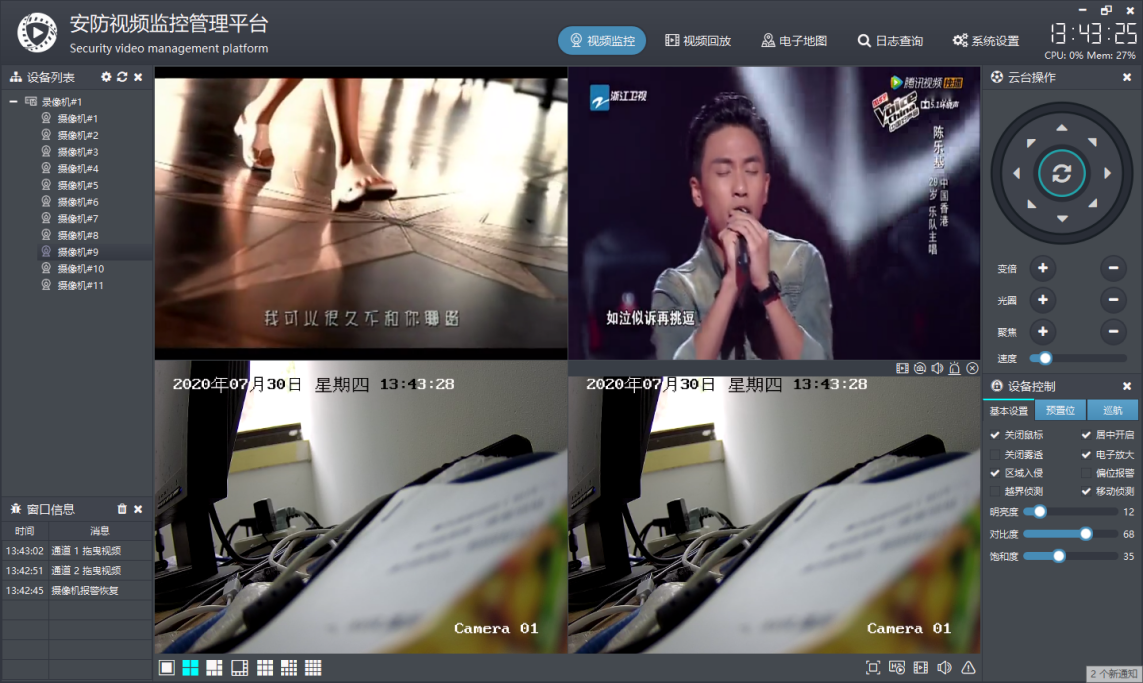 安防视频监控管理平台
Security video management platform
视频监控
视频回放
电子地图
日志查询
系统设置
13:43:25
CPU: 0% Mem: 27%
设备列表
录像机#1
摄像机#1
摄像机#2
摄像机#3
摄像机#4
摄像机#5
摄像机#6
摄像机#7
摄像机#8
摄像机#9
摄像机#10
摄像机#11
窗口信息
时间 消息
13:43:02 通道 1 拖曳视频
13:42:51 通道 2 拖曳视频
13:42:45 摄像机报警恢复
我可以很久不和你联络
浙江卫视
腾讯视频
Voice
陈乐基
中国香港
29岁 乐队主唱
如泣似诉再挑逗
2020年07月30日 星期四 13:43:28
Camera 01
2020年07月30日 星期四 13:43:28
Camera 01
云台操作
变倍
光圈
聚焦
速度
设备控制
基本设置 预置位 巡航
关闭鼠标 居中开启
关闭雾透 电子放大
区域入侵 偏位报警
越界侦测 移动侦测
明亮度 12
对比度 68
饱和度 35
2 个新通知